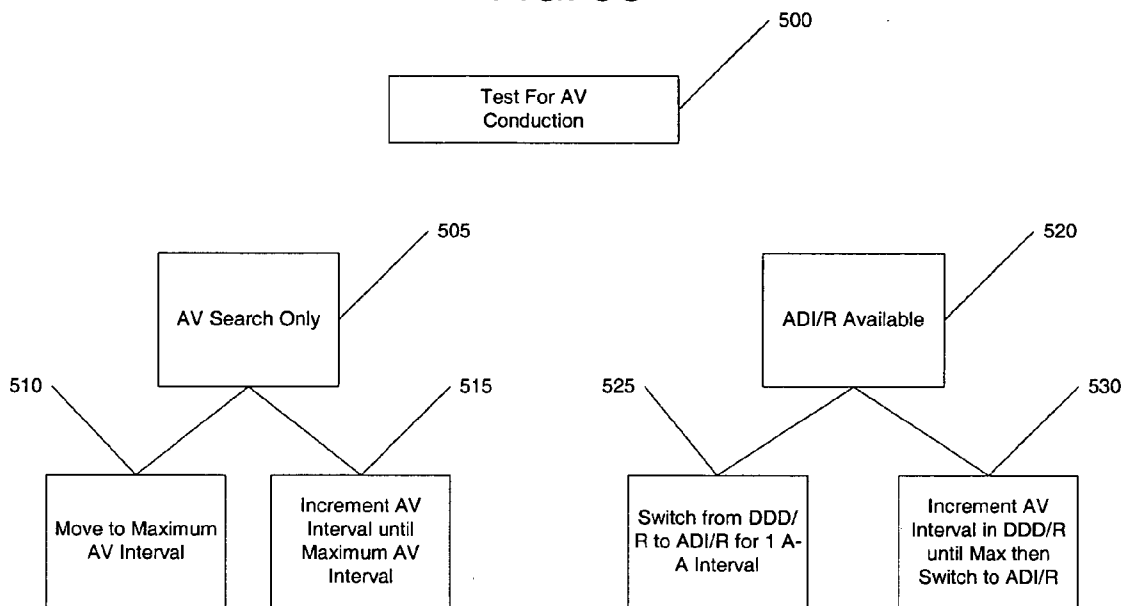 500
Test For AV
Conduction
505
520
AV Search Only
ADI/R Available
510
515
525
530
Move to Maximum
AV Interval
Increment AV
Interval until
Maximum AV
Interval
Switch from DDD/
R to ADI/R for 1 A-
A Interval
Increment AV
Interval in DDD/R
until Max then
Switch to ADI/R